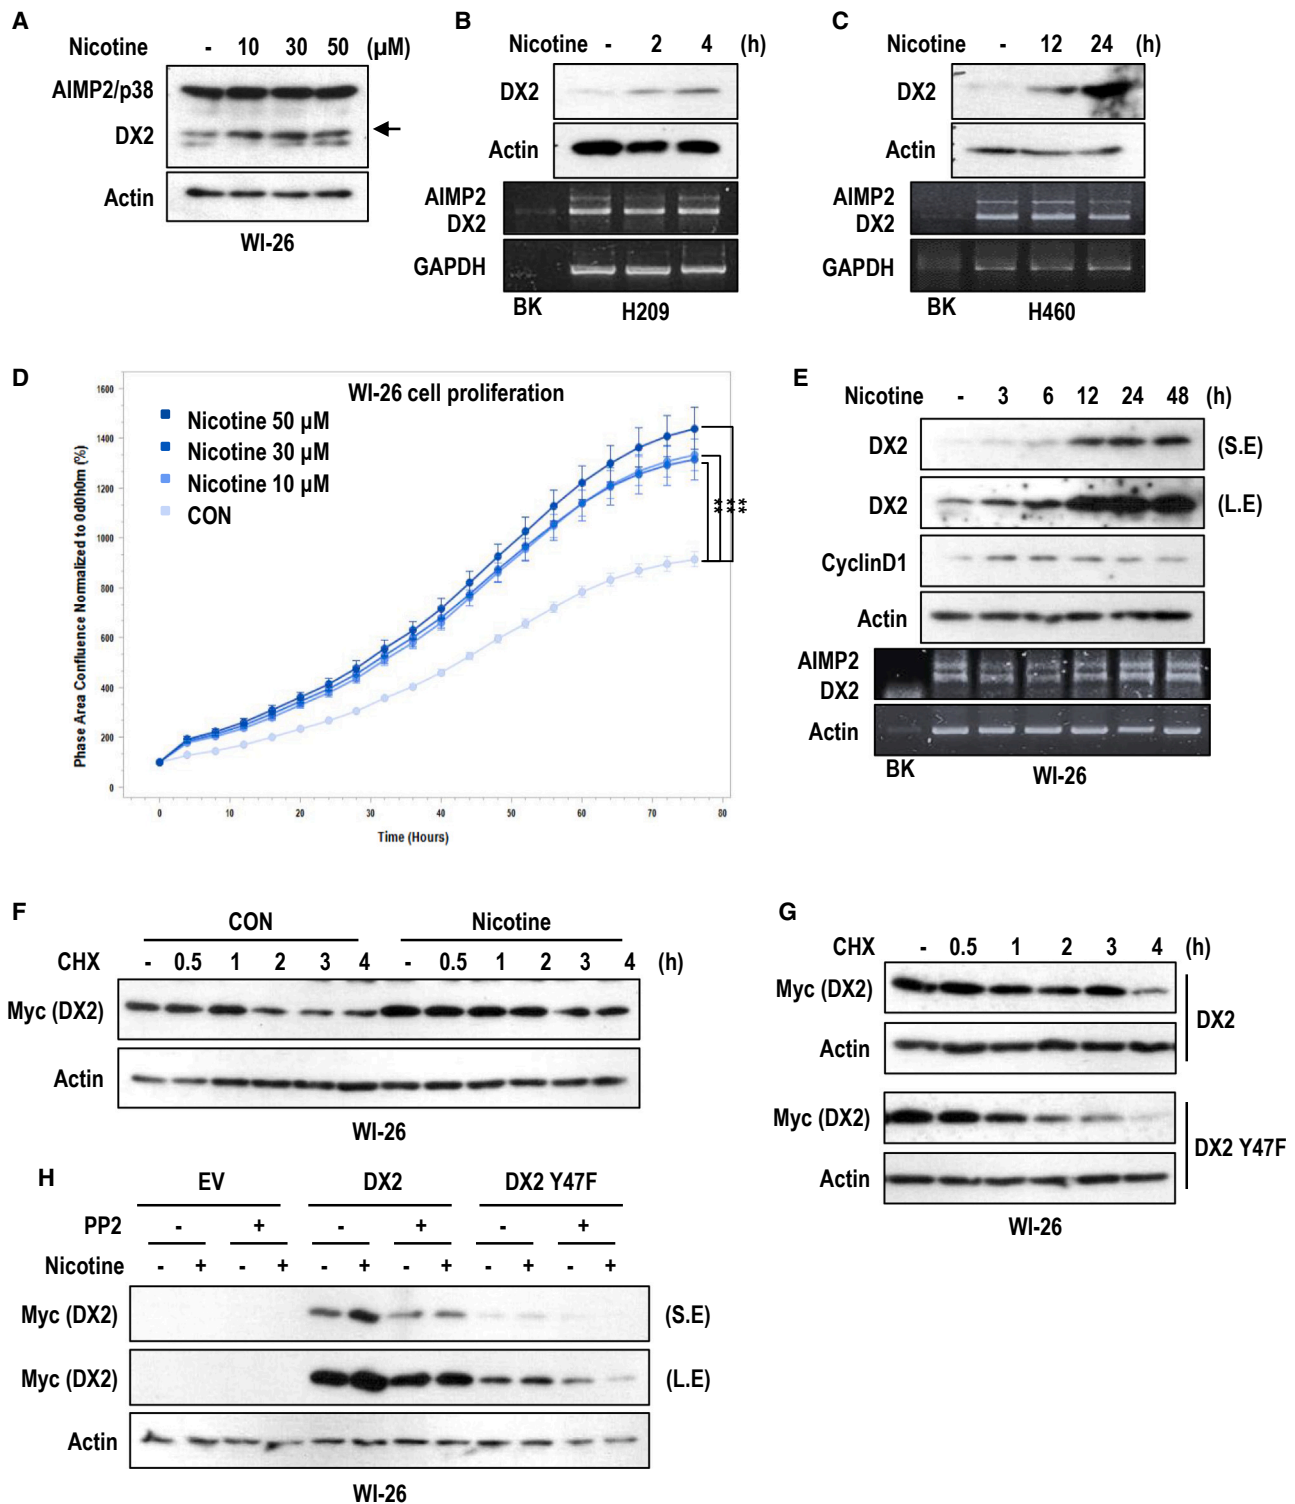 A
Nicotine - 10 30 50 (µM)
AIMP2/p38
DX2
Actin
WI-26
B
Nicotine - 2 4 (h)
DX2
Actin
AIMP2
DX2
GAPDH
BK H209
C
Nicotine - 12 24 (h)
DX2
Actin
AIMP2
DX2
GAPDH
BK H460
D
WI-26 cell proliferation
Nicotine 50 µM
Nicotine 30 µM
Nicotine 10 µM
CON
Phase Area Confluence Normalized to 0d0h0m (%)
1600
1400
1200
1000
800
600
400
200
0
0 10 20 30 40 50 60 70 80
Time (Hours)
** ** **
E
Nicotine - 3 6 12 24 48 (h)
DX2 (S.E)
DX2 (L.E)
CyclinD1
Actin
AIMP2
DX2
Actin
BK WI-26
F
CON Nicotine
CHX - 0.5 1 2 3 4 - 0.5 1 2 3 4 (h)
Myc (DX2)
Actin
WI-26
G
CHX - 0.5 1 2 3 4 (h)
Myc (DX2)
DX2
Actin
Myc (DX2)
DX2 Y47F
Actin
WI-26
H
EV DX2 DX2 Y47F
PP2 - + - + - +
Nicotine - + - + - + - + - + - +
Myc (DX2) (S.E)
Myc (DX2) (L.E)
Actin
WI-26